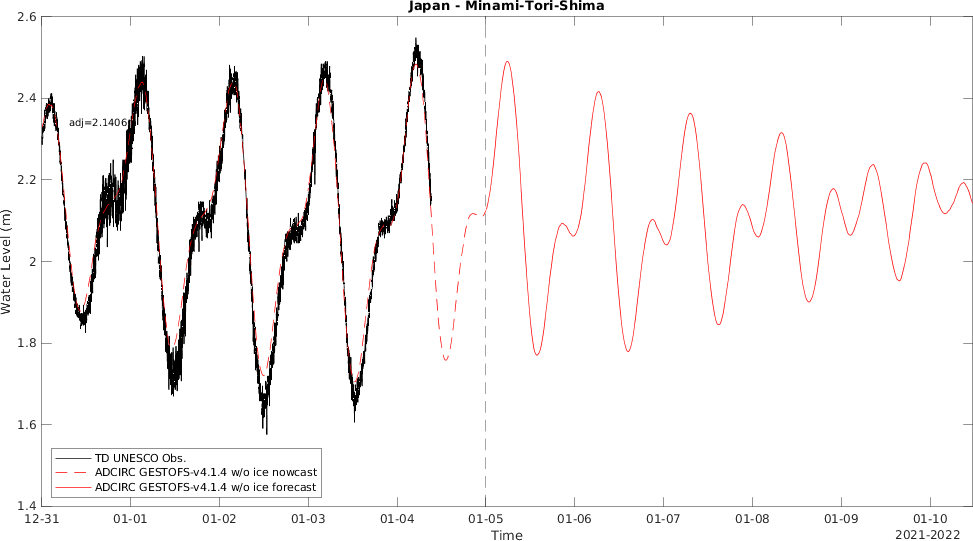 Japan - Minami-Tori-Shima
2.6
2.4
2.2
2
1.8
1.6
1.4
Water Level (m)
adj=2.1406m
TD UNESCO Obs.
ADCIRC GESTOFS-v4.1.4 w/o ice nowcast
ADCIRC GESTOFS-v4.1.4 w/o ice forecast
12-31 01-01 01-02 01-03 01-04 01-05 01-06 01-07 01-08 01-09 01-10
Time
2021-2022